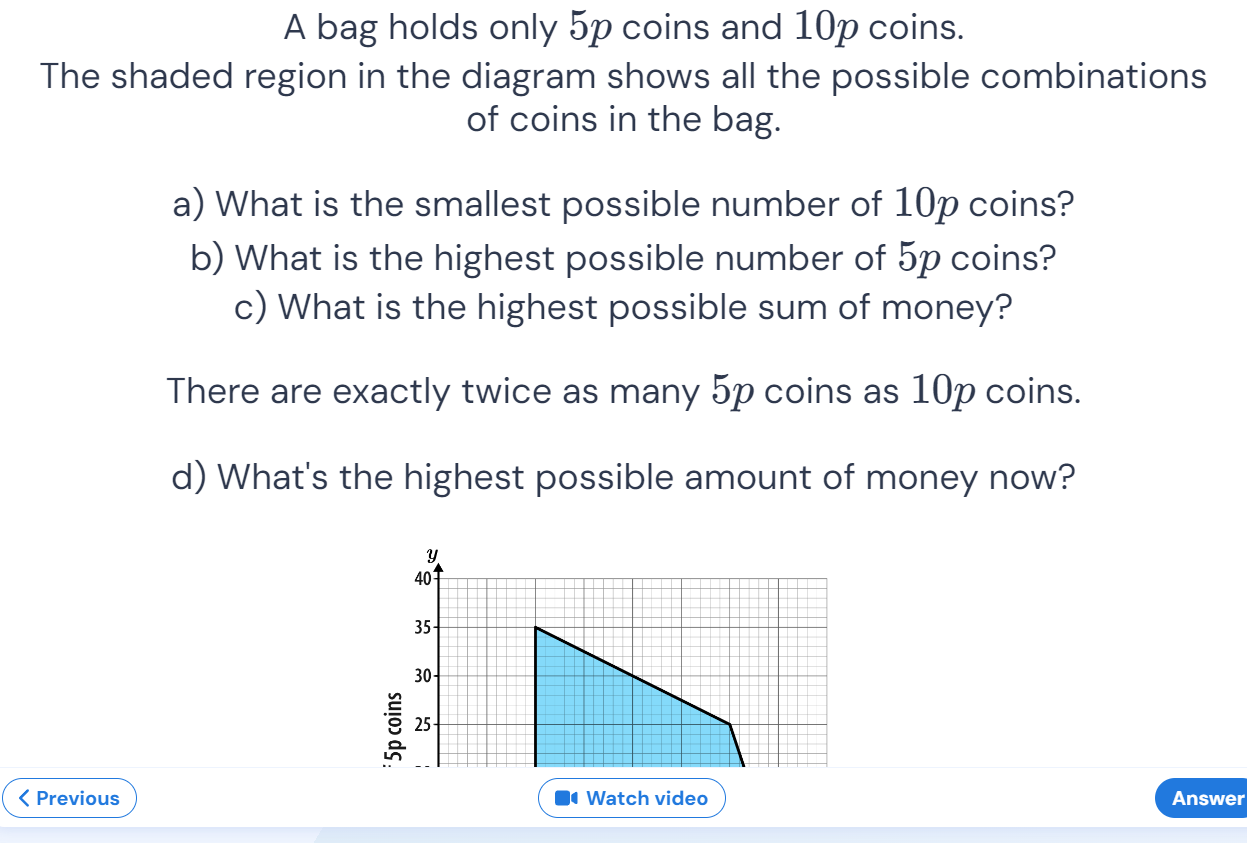 A bag holds only 5p coins and 10p coins.
The shaded region in the diagram shows all the possible combinations
of coins in the bag.
a) What is the smallest possible number of 10p coins?
b) What is the highest possible number of 5p coins?
c) What is the highest possible sum of money?
There are exactly twice as many 5p coins as 10p coins.
d) What's the highest possible amount of money now?
y
40
35
30
25
5p coins
Previous
Watch video
Answer